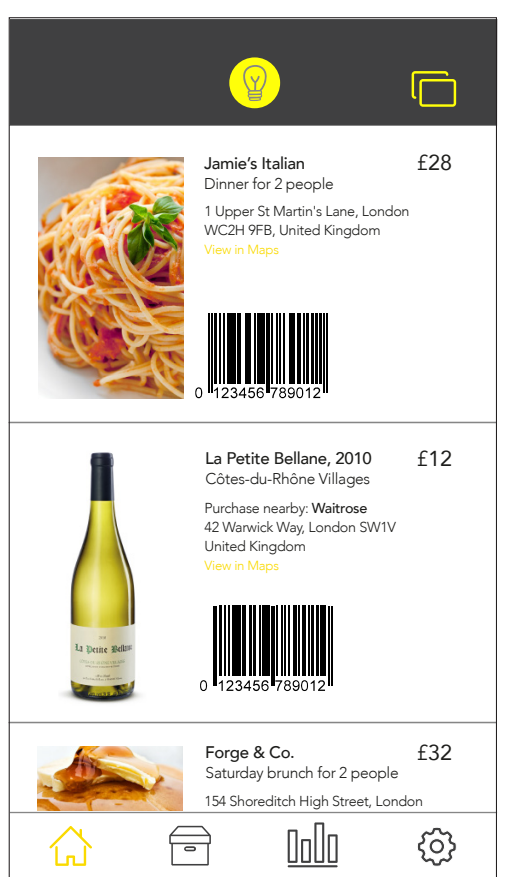 Jamie's Italian
£28
Dinner for 2 people
1 Upper St Martin's Lane, London
WC2H 9FB, United Kingdom
View in Maps
0 123456 789012
La Petite Bellane, 2010
£12
Côtes-du-Rhône Villages
Purchase nearby: Waitrose
42 Warwick Way, London SW1V
United Kingdom
View in Maps
La Petite Bellane
0 123456 789012
Forge & Co.
£32
Saturday brunch for 2 people
154 Shoreditch High Street, London